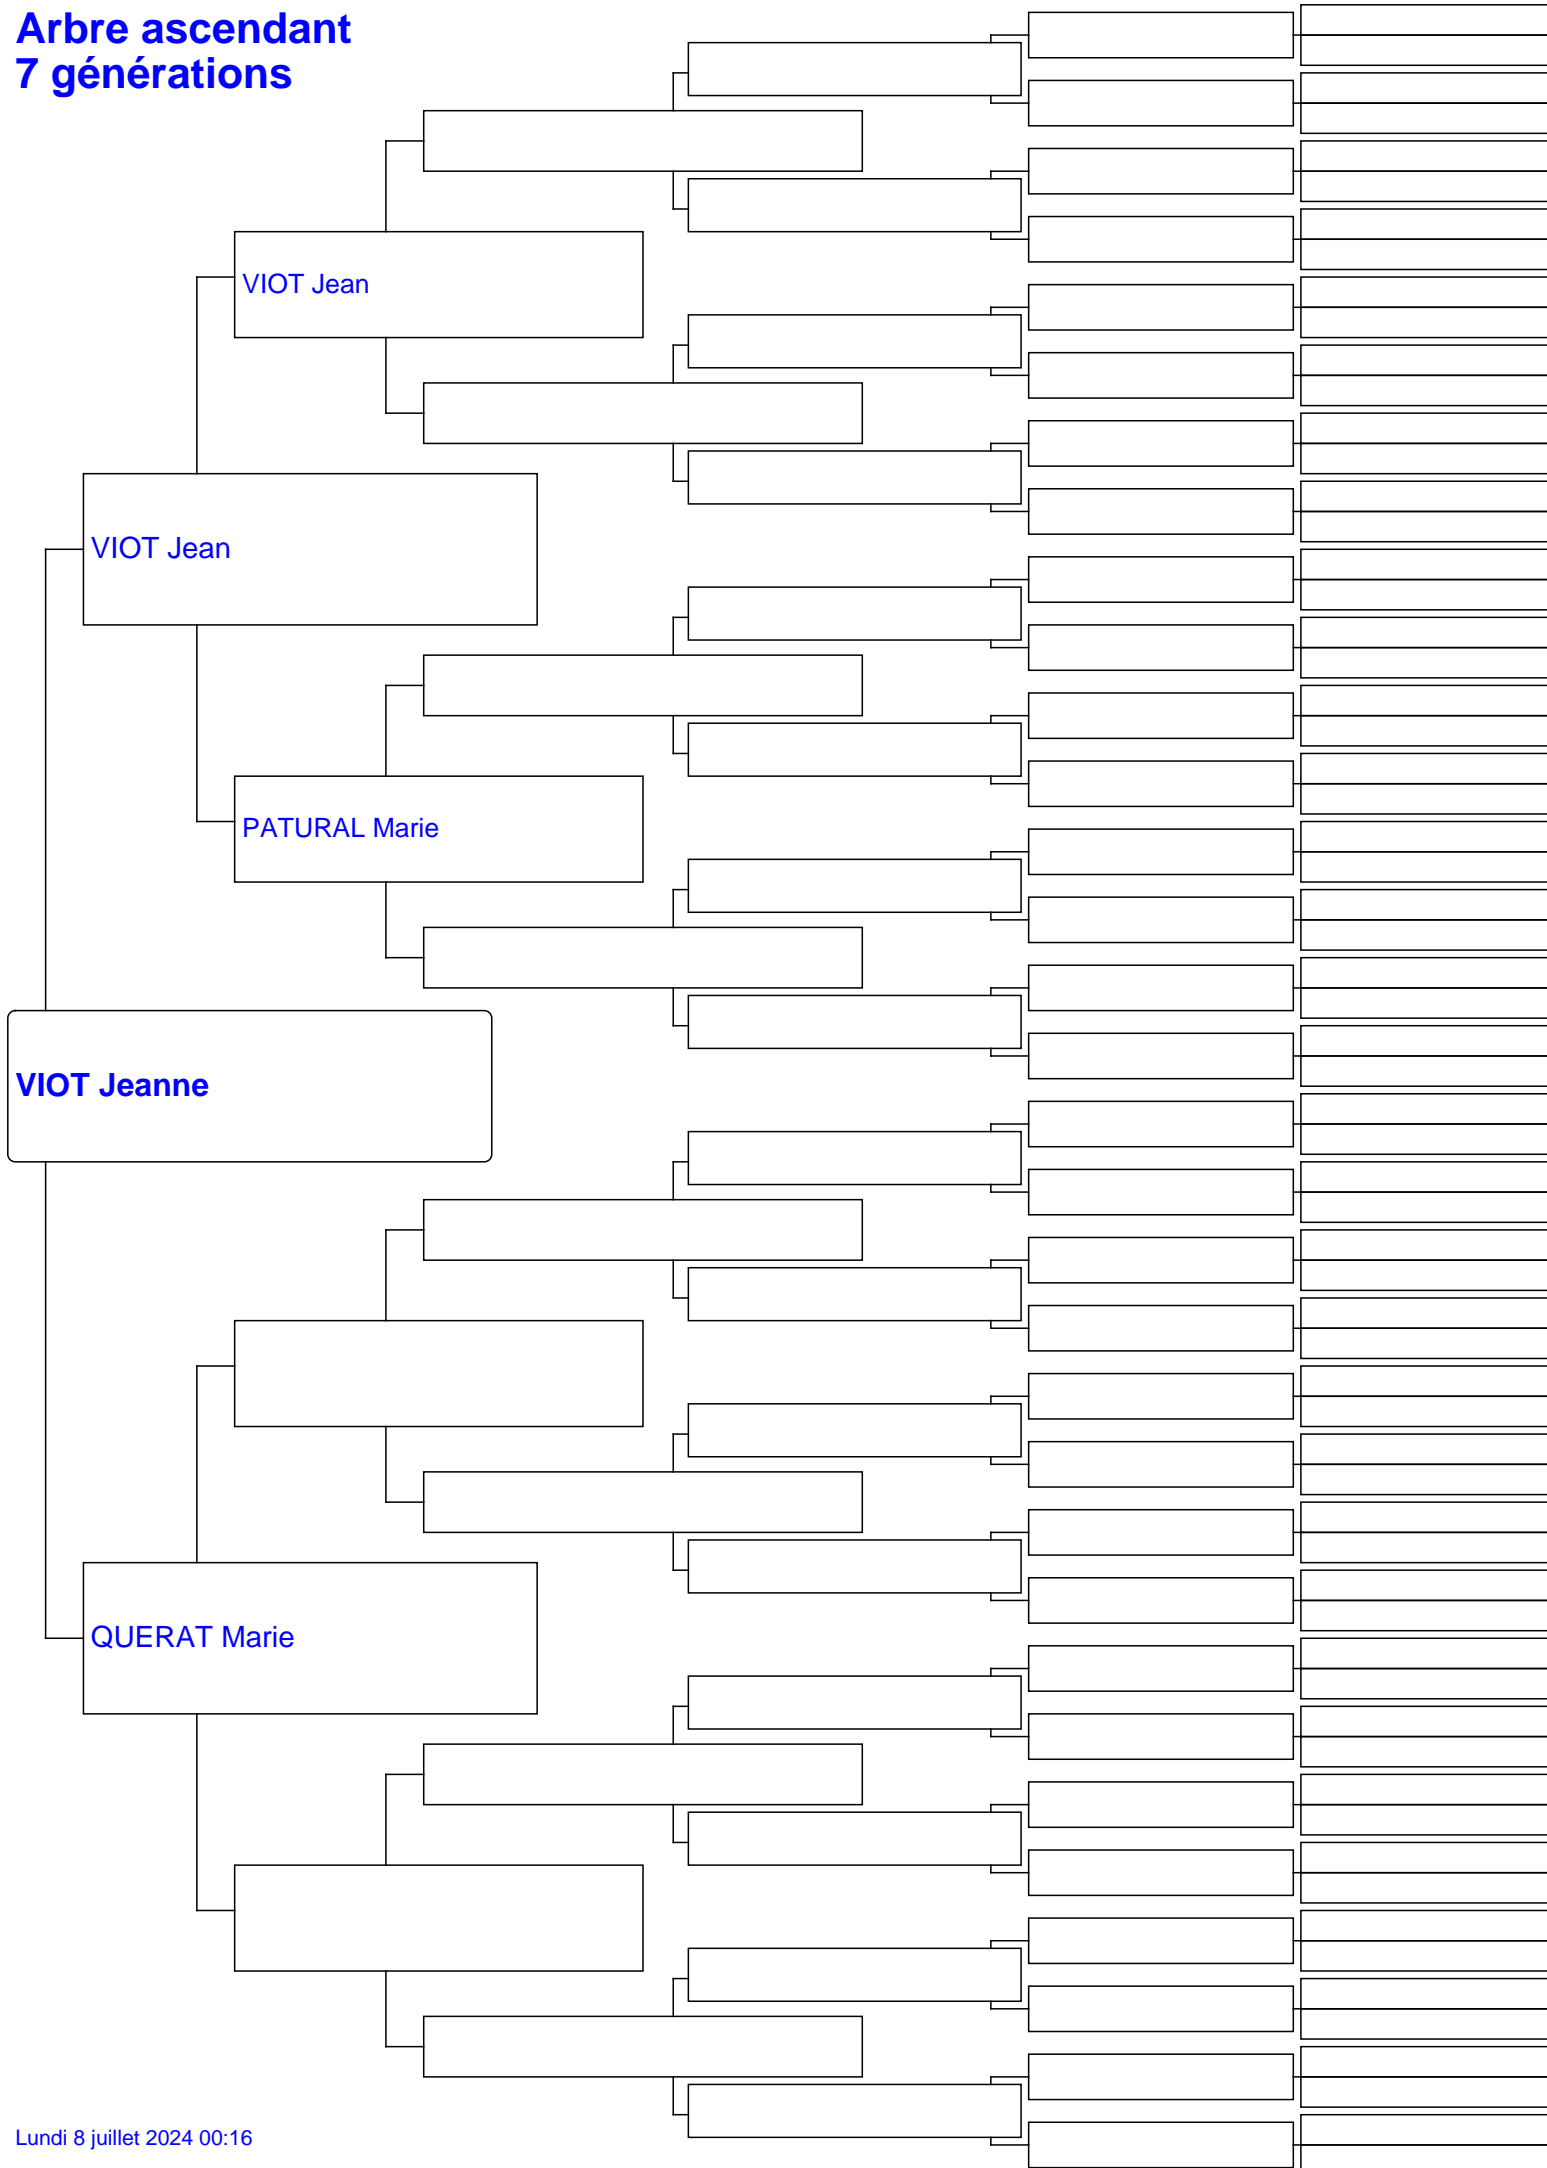 Arbre ascendant
7 générations
VIOT Jean
VIOT Jean
PATURAL Marie
VIOT Jeanne
QUERAT Marie
Lundi 8 juillet 2024 00:16